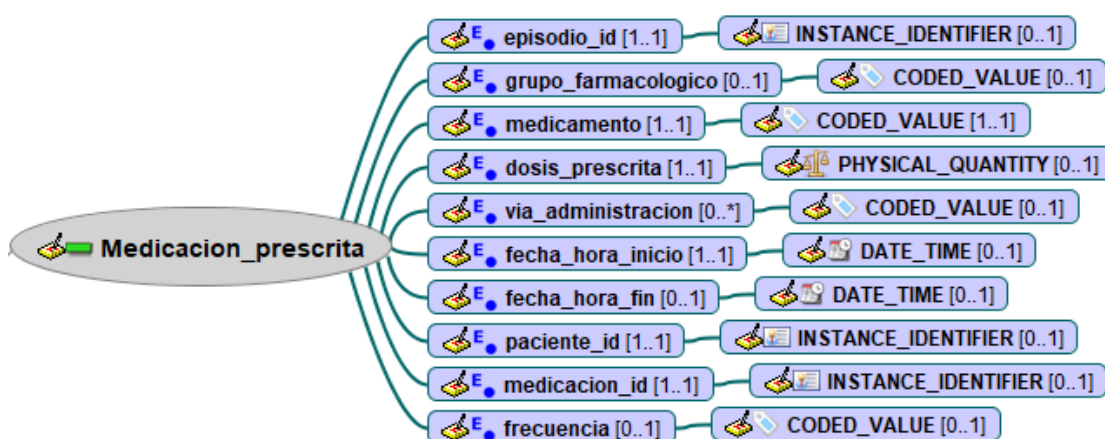 E episodio_id [1..1] INSTANCE_IDENTIFIER [0..1]
E grupo_farmacologico [0..1] CODED_VALUE [0..1]
E medicamento [1..1] CODED_VALUE [1..1]
E dosis_prescrita [1..1] PHYSICAL_QUANTITY [0..1]
E via_administracion [0..*] CODED_VALUE [0..1]
Medicacion_prescrita
E fecha_hora_inicio [1..1] DATE_TIME [0..1]
E fecha_hora_fin [0..1] DATE_TIME [0..1]
E paciente_id [1..1] INSTANCE_IDENTIFIER [0..1]
E medicacion_id [1..1] INSTANCE_IDENTIFIER [0..1]
E frecuencia [0..1] CODED_VALUE [0..1]